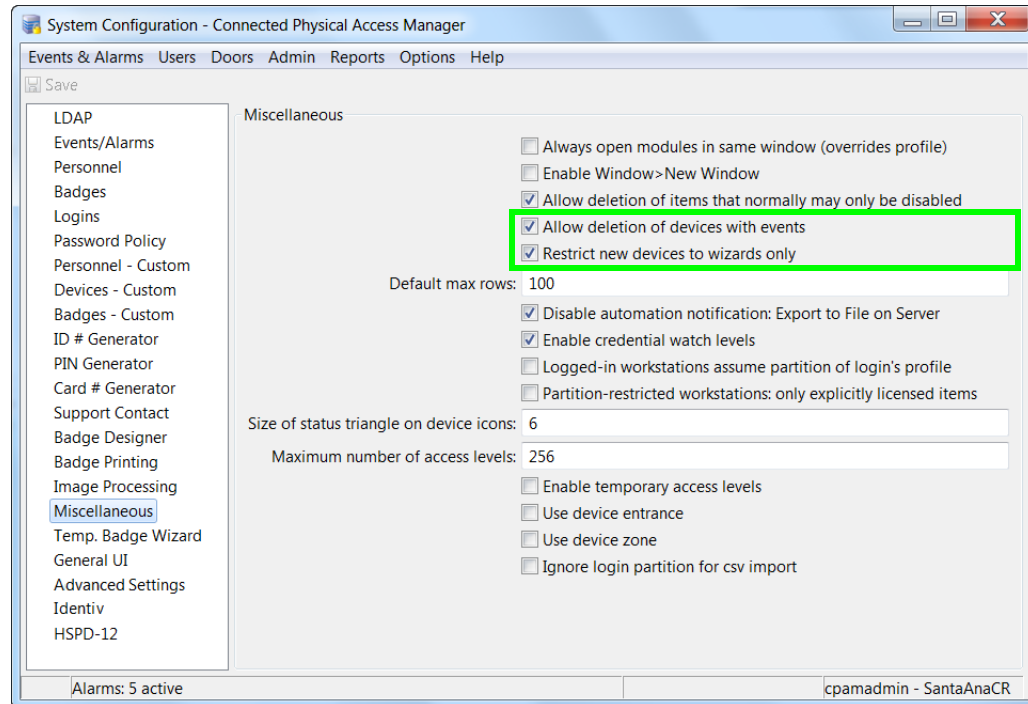 System Configuration - Connected Physical Access Manager
Events & Alarms Users Doors Admin Reports Options Help
Save
LDAP
Events/Alarms
Personnel
Badges
Logins
Password Policy
Personnel - Custom
Devices - Custom
Badges - Custom
ID # Generator
PIN Generator
Card # Generator
Support Contact
Badge Designer
Badge Printing
Image Processing
Miscellaneous
Temp. Badge Wizard
General UI
Advanced Settings
Identiv
HSPD-12
Miscellaneous
Always open modules in same window (overrides profile)
Enable Window>New Window
Allow deletion of items that normally may only be disabled
Allow deletion of devices with events
Restrict new devices to wizards only
Default max rows: 100
Disable automation notification: Export to File on Server
Enable credential watch levels
Logged-in workstations assume partition of login's profile
Partition-restricted workstations: only explicitly licensed items
Size of status triangle on device icons: 6
Maximum number of access levels: 256
Enable temporary access levels
Use device entrance
Use device zone
Ignore login partition for csv import
Alarms: 5 active
cpamadmin - SantaAnaCR